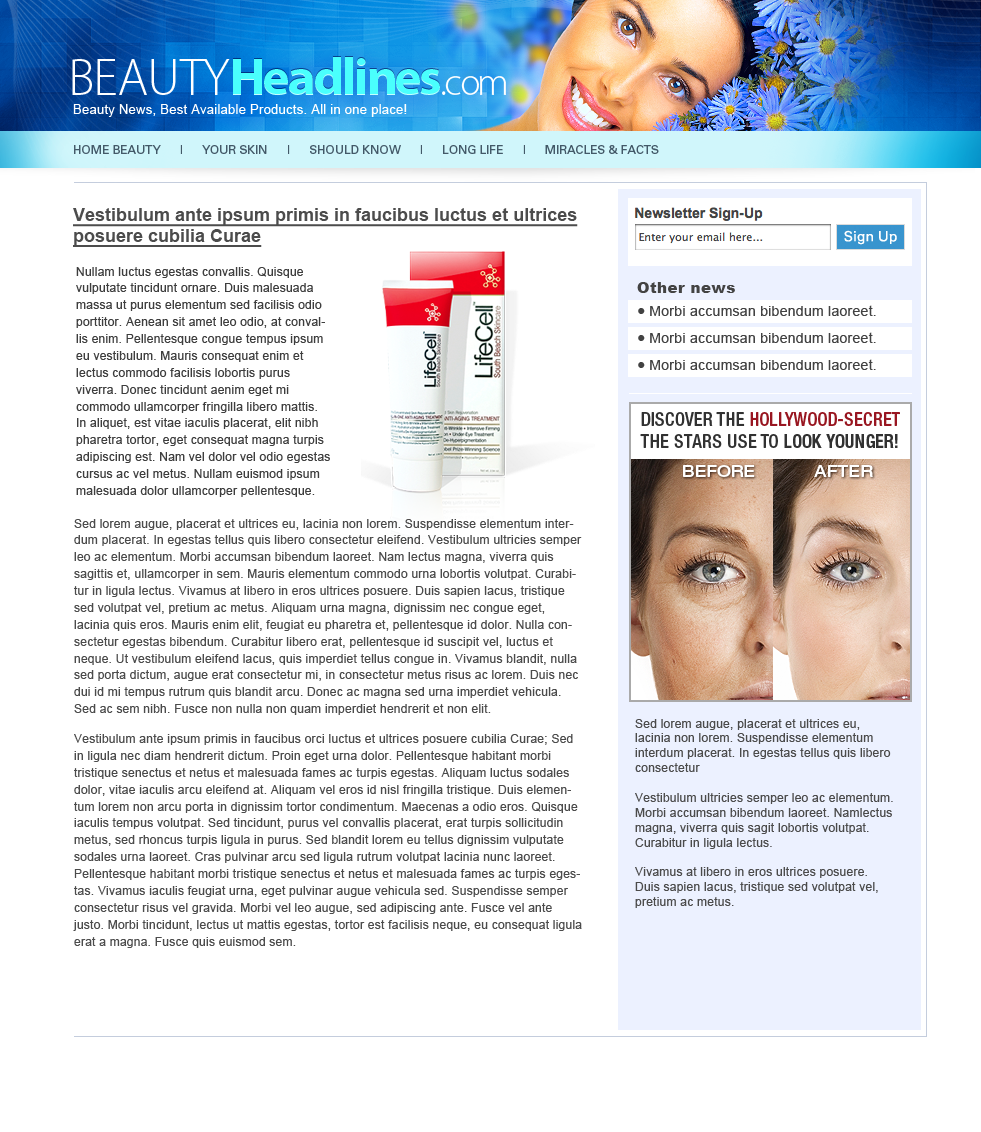 BEAUTYHeadlines.com
Beauty News, Best Available Products. All in one place!
HOME BEAUTY I YOUR SKIN I SHOULD KNOW I LONG LIFE I MIRACLES & FACTS
Vestibulum ante ipsum primis in faucibus luctus et ultrices
posuere cubilia Curae
Nullam luctus egestas convallis. Quisque
vulputate tincidunt ornare. Duis malesuada
massa ut purus elementum sed facilisis odio
porttitor. Aenean sit amet leo odio, at conval-
lis enim. Pellentesque congue tempus ipsum
eu vestibulum. Mauris consequat enim et
lectus commodo facilisis lobortis purus
viverra. Donec tincidunt aenim eget mi
commodo ullamcorper fringilla libero mattis.
In aliquet, est vitae iaculis placerat, elit nibh
pharetra tortor, eget consequat magna turpis
adipiscing est. Nam vel dolor vel odio egestas
cursus ac vel metus. Nullam euismod ipsum
malesuada dolor ullamcorper pellentesque.
LifeCell
South Beach Skincare
LifeCell
South Beach Skincare
ANTI-AGING TREATMENT
Sed lorem augue, placerat et ultrices eu, lacinia non lorem. Suspendisse elementum inter-
dum placerat. In egestas tellus quis libero consectetur eleifend. Vestibulum ultricies semper
leo ac elementum. Morbi accumsan bibendum laoreet. Nam lectus magna, viverra quis
sagittis et, ullamcorper in sem. Mauris elementum commodo urna lobortis volutpat. Curabi-
tur in ligula lectus. Vivamus at libero in eros ultrices posuere. Duis sapien lacus, tristique
sed volutpat vel, pretium ac metus. Aliquam urna magna, dignissim nec congue eget,
lacinia quis eros. Mauris enim elit, feugiat eu pharetra et, pellentesque id dolor. Nulla con-
sectetur egestas bibendum. Curabitur libero erat, pellentesque id suscipit vel, luctus et
neque. Ut vestibulum eleifend lacus, quis imperdiet tellus congue in. Vivamus blandit, nulla
sed porta dictum, augue erat consectetur mi, in consectetur metus risus ac lorem. Duis nec
dui id mi tempus rutrum quis blandit arcu. Donec ac magna sed urna imperdiet vehicula.
Sed ac sem nibh. Fusce non nulla non quam imperdiet hendrerit et non elit.
Vestibulum ante ipsum primis in faucibus orci luctus et ultrices posuere cubilia Curae; Sed
in ligula nec diam hendrerit dictum. Proin eget urna dolor. Pellentesque habitant morbi
tristique senectus et netus et malesuada fames ac turpis egestas. Aliquam luctus sodales
dolor, vitae iaculis arcu eleifend at. Aliquam vel eros id nisl fringilla tristique. Duis elemen-
tum lorem non arcu porta in dignissim tortor condimentum. Maecenas a odio eros. Quisque
iaculis tempus volutpat. Sed tincidunt, purus vel convallis placerat, erat turpis sollicitudin
metus, sed rhoncus turpis ligula in purus. Sed blandit lorem eu tellus dignissim vulputate
sodales urna laoreet. Cras pulvinar arcu sed ligula rutrum volutpat lacinia nunc laoreet.
Pellentesque habitant morbi tristique senectus et netus et malesuada fames ac turpis eges-
tas. Vivamus iaculis feugiat urna, eget pulvinar augue vehicula sed. Suspendisse semper
consectetur risus vel gravida. Morbi vel leo augue, sed adipiscing ante. Fusce vel ante
justo. Morbi tincidunt, lectus ut mattis egestas, tortor est facilisis neque, eu consequat ligula
erat a magna. Fusce quis euismod sem.
Newsletter Sign-Up
Enter your email here... Sign Up
Other news
• Morbi accumsan bibendum laoreet.
• Morbi accumsan bibendum laoreet.
• Morbi accumsan bibendum laoreet.
DISCOVER THE HOLLYWOOD-SECRET
THE STARS USE TO LOOK YOUNGER!
BEFORE AFTER
Sed lorem augue, placerat et ultrices eu,
lacinia non lorem. Suspendisse elementum
interdum placerat. In egestas tellus quis libero
consectetur
Vestibulum ultricies semper leo ac elementum.
Morbi accumsan bibendum laoreet. Namlectus
magna, viverra quis sagit lobortis volutpat.
Curabitur in ligula lectus.
Vivamus at libero in eros ultrices posuere.
Duis sapien lacus, tristique sed volutpat vel,
pretium ac metus.